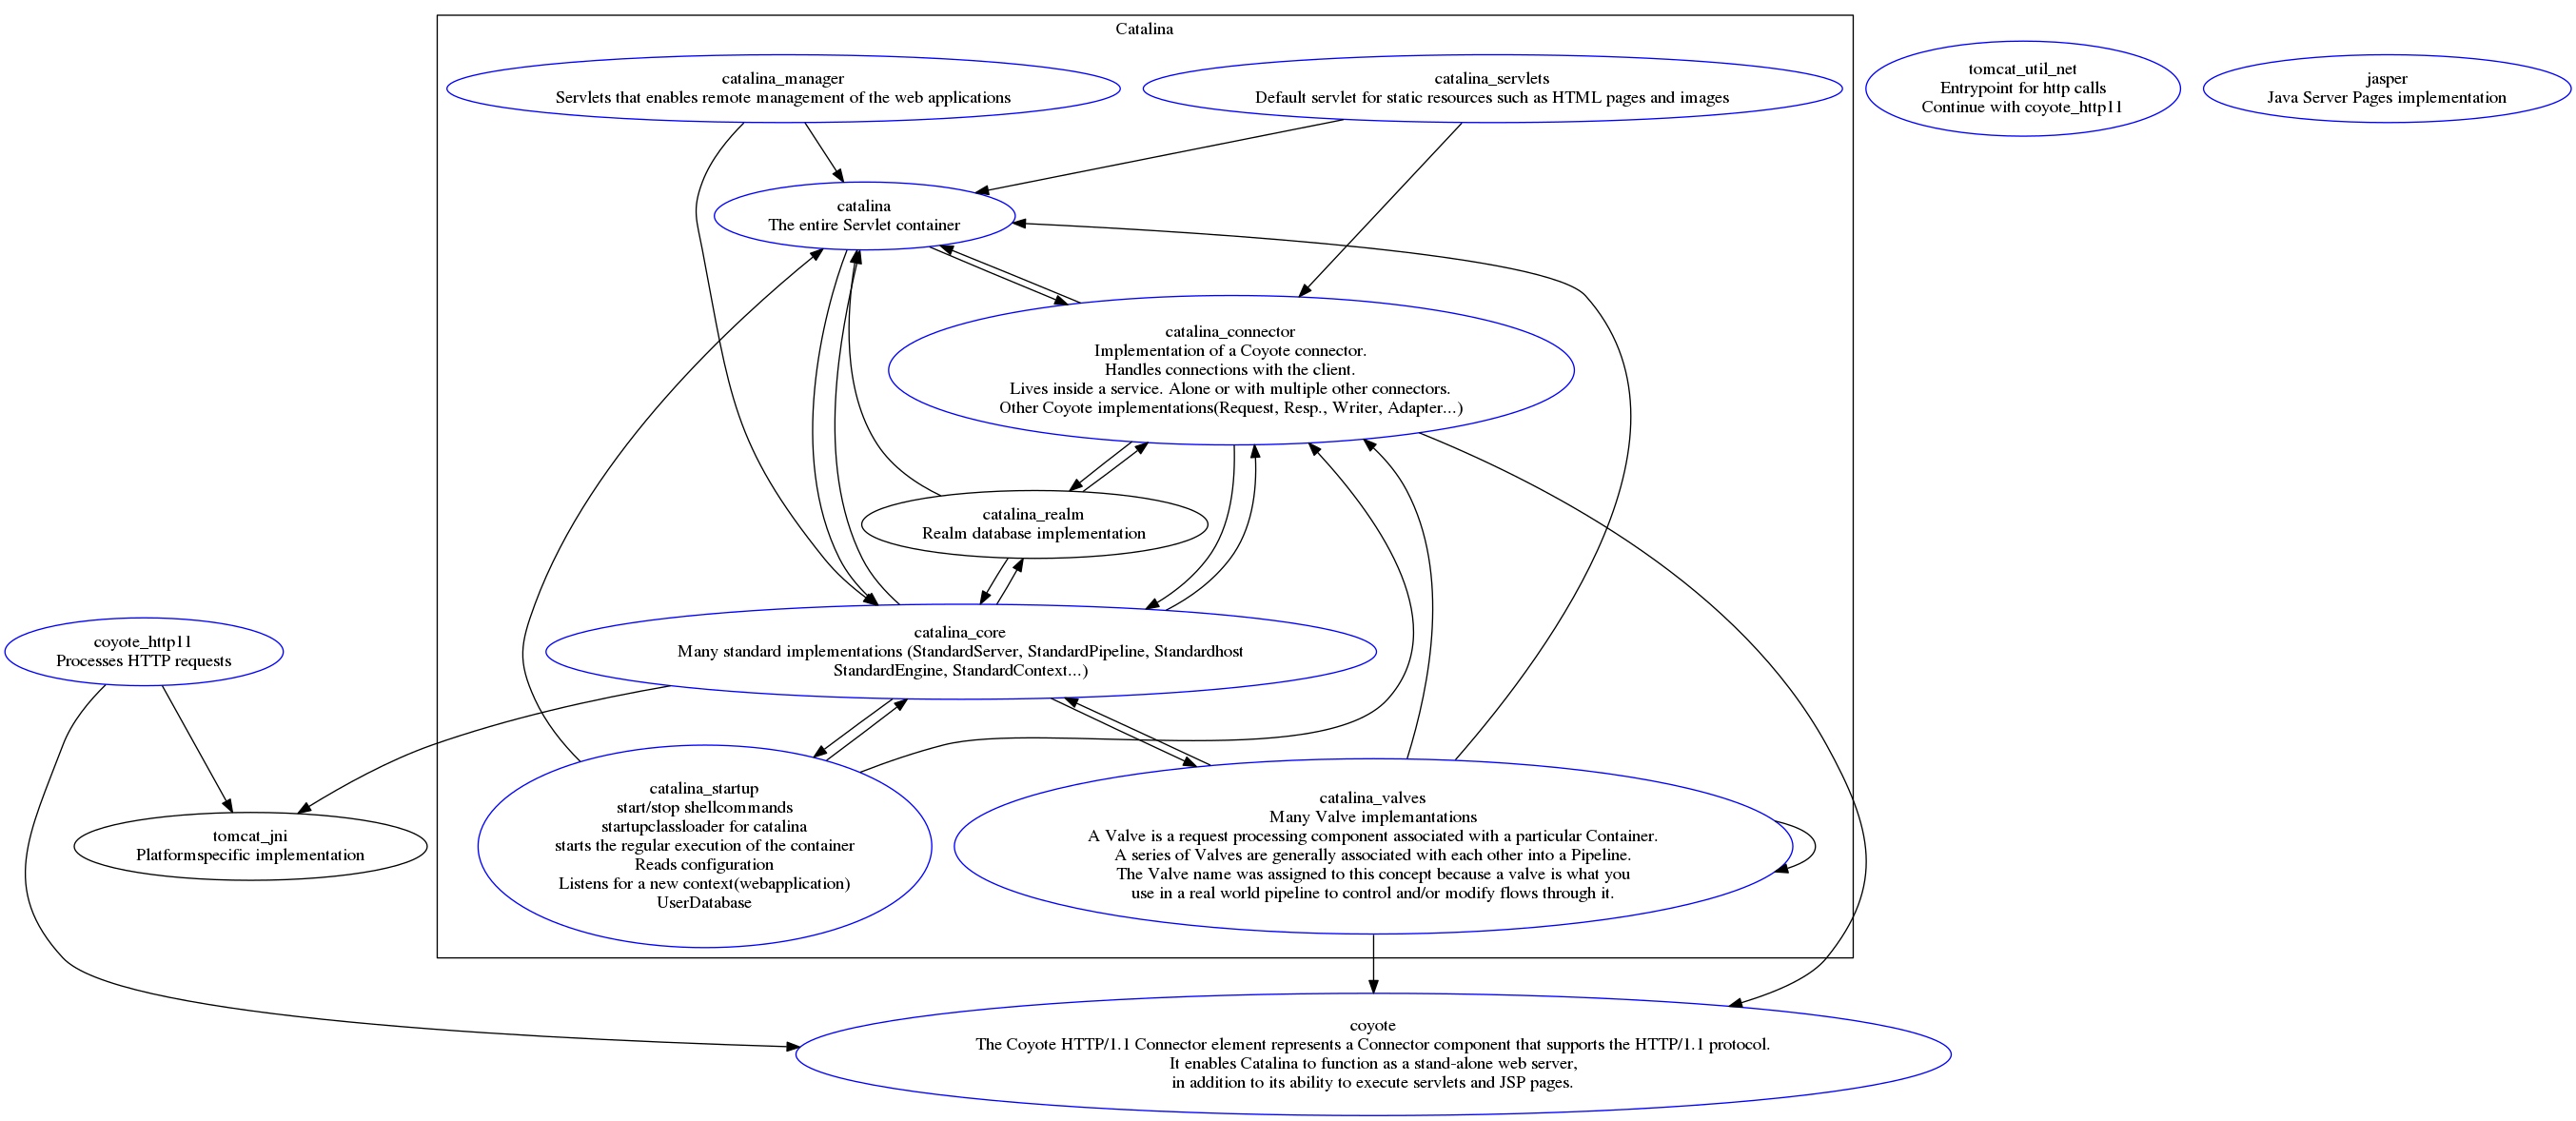 Catalina
catalina_manager
Servlets that enables remote management of the web applications
catalina_servlets
Default servlet for static resources such as HTML pages and images
tomcat_util_net
Entrypoint for http calls
Continue with coyote_http11
jasper
Java Server Pages implementation
catalina
The entire Servlet container
catalina_connector
Implementation of a Coyote connector.
Handles connections with the client.
Lives inside a service. Alone or with multiple other connectors.
Other Coyote implementations(Request, Resp., Writer, Adapter...)
catalina_realm
Realm database implementation
coyote_http11
Processes HTTP requests
catalina_core
Many standard implementations (StandardServer, StandardPipeline, Standardhost
StandardEngine, StandardContext...)
tomcat_jni
Platformspecific implementation
catalina_startup
start/stop shellcommands
startupclassloader for catalina
starts the regular execution of the container
Reads configuration
Listens for a new context(webapplication)
UserDatabase
catalina_valves
Many Valve implemantations
A Valve is a request processing component associated with a particular Container.
A series of Valves are generally associated with each other into a Pipeline.
The Valve name was assigned to this concept because a valve is what you
use in a real world pipeline to control and/or modify flows through it.
coyote
The Coyote HTTP/1.1 Connector element represents a Connector component that supports the HTTP/1.1 protocol.
It enables Catalina to function as a stand-alone web server,
in addition to its ability to execute servlets and JSP pages.